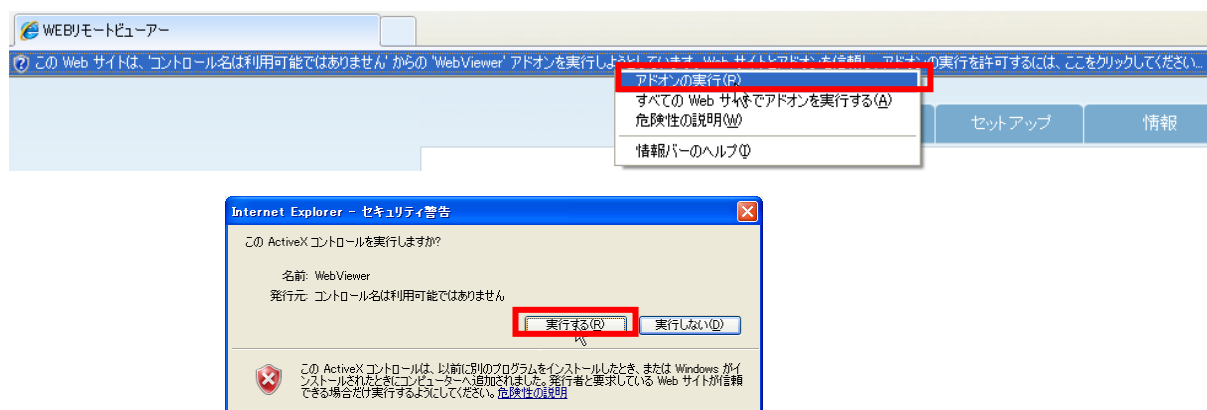 WEBリモートビューアー
この Web サイトは、コントロール名は利用可能ではありません' からの 'WebViewer' アドオンを実行しようとしています。Web サイトとアドオンを信頼し、アドオンの実行を許可するには、ここをクリックしてください...
アドオンの実行(R)
すべての Web サイトでアドオンを実行する(A)
危険性の説明(W)
情報バーのヘルプ(I)
セットアップ
情報
Internet Explorer - セキュリティ警告
この ActiveX コントロールを実行しますか?
名前: WebViewer
発行元: コントロール名は利用可能ではありません
実行する(R)
実行しない(D)
この ActiveX コントロールは、以前に別のプログラムをインストールしたとき、または Windows がイ
ンストールされたときにコンピューターへ追加されました。発行者と要求している Web サイトが信頼
できる場合だけ実行するようにしてください。危険性の説明